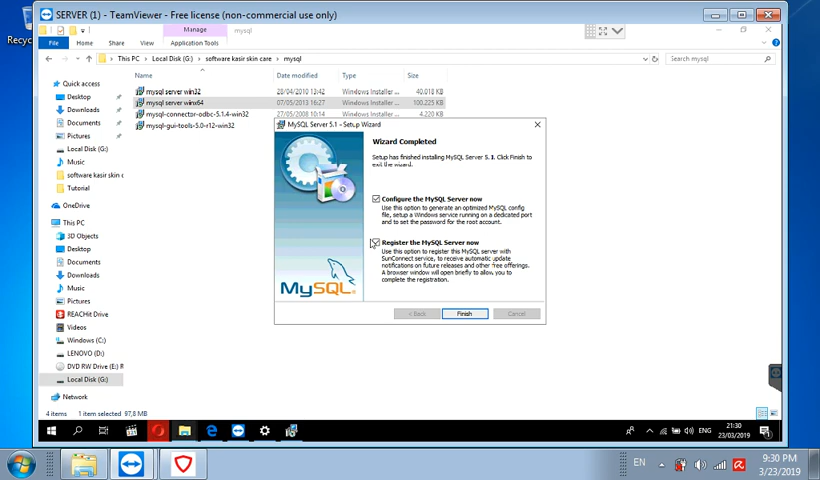 SERVER (1) - TeamViewer - Free license (non-commercial use only)
Recyc
Manage
mysql
File
Home
Share
View
Application Tools
This PC > Local Disk (G:) > software kasir skin care > mysql
Search mysql
Name
Date modified
Type
Size
Quick access
Desktop
Downloads
Documents
Pictures
Local Disk (G:)
Music
software kasir skin c
Tutorial
OneDrive
This PC
3D Objects
Desktop
Documents
Downloads
Music
Pictures
REACHit Drive
Videos
Windows (C:)
LENOVO (D:)
DVD RW Drive (E:) R
Local Disk (G:)
Network
mysql server win32
28/04/2010 13:42
Windows Installer ...
40.018 KB
mysql server winx64
07/05/2013 16:27
Windows Installer ...
100.225 KB
mysql-connector-odbc-5.1.4-win32
27/05/2008 10:14
Windows Installer ...
4.220 KB
mysql-gui-tools-5.0-r12-win32
MySQL Server 5.1 - Setup Wizard
Wizard Completed
Setup has finished installing MySQL Server 5.1. Click Finish to
exit the wizard.
Configure the MySQL Server now
Use this option to generate an optimized MySQL config
file, setup a Windows service running on a dedicated port
and to set the password for the root account.
Register the MySQL Server now
Use this option to register this MySQL server with
SunConnect service, to receive automatic update
notifications on future releases and other free offerings.
A browser window will open briefly to allow you to
complete the registration.
MySQL
< Back
Finish
Cancel
4 items
1 item selected 97,8 MB
ENG
21:30
23/03/2019
EN
9:30 PM
3/23/2019